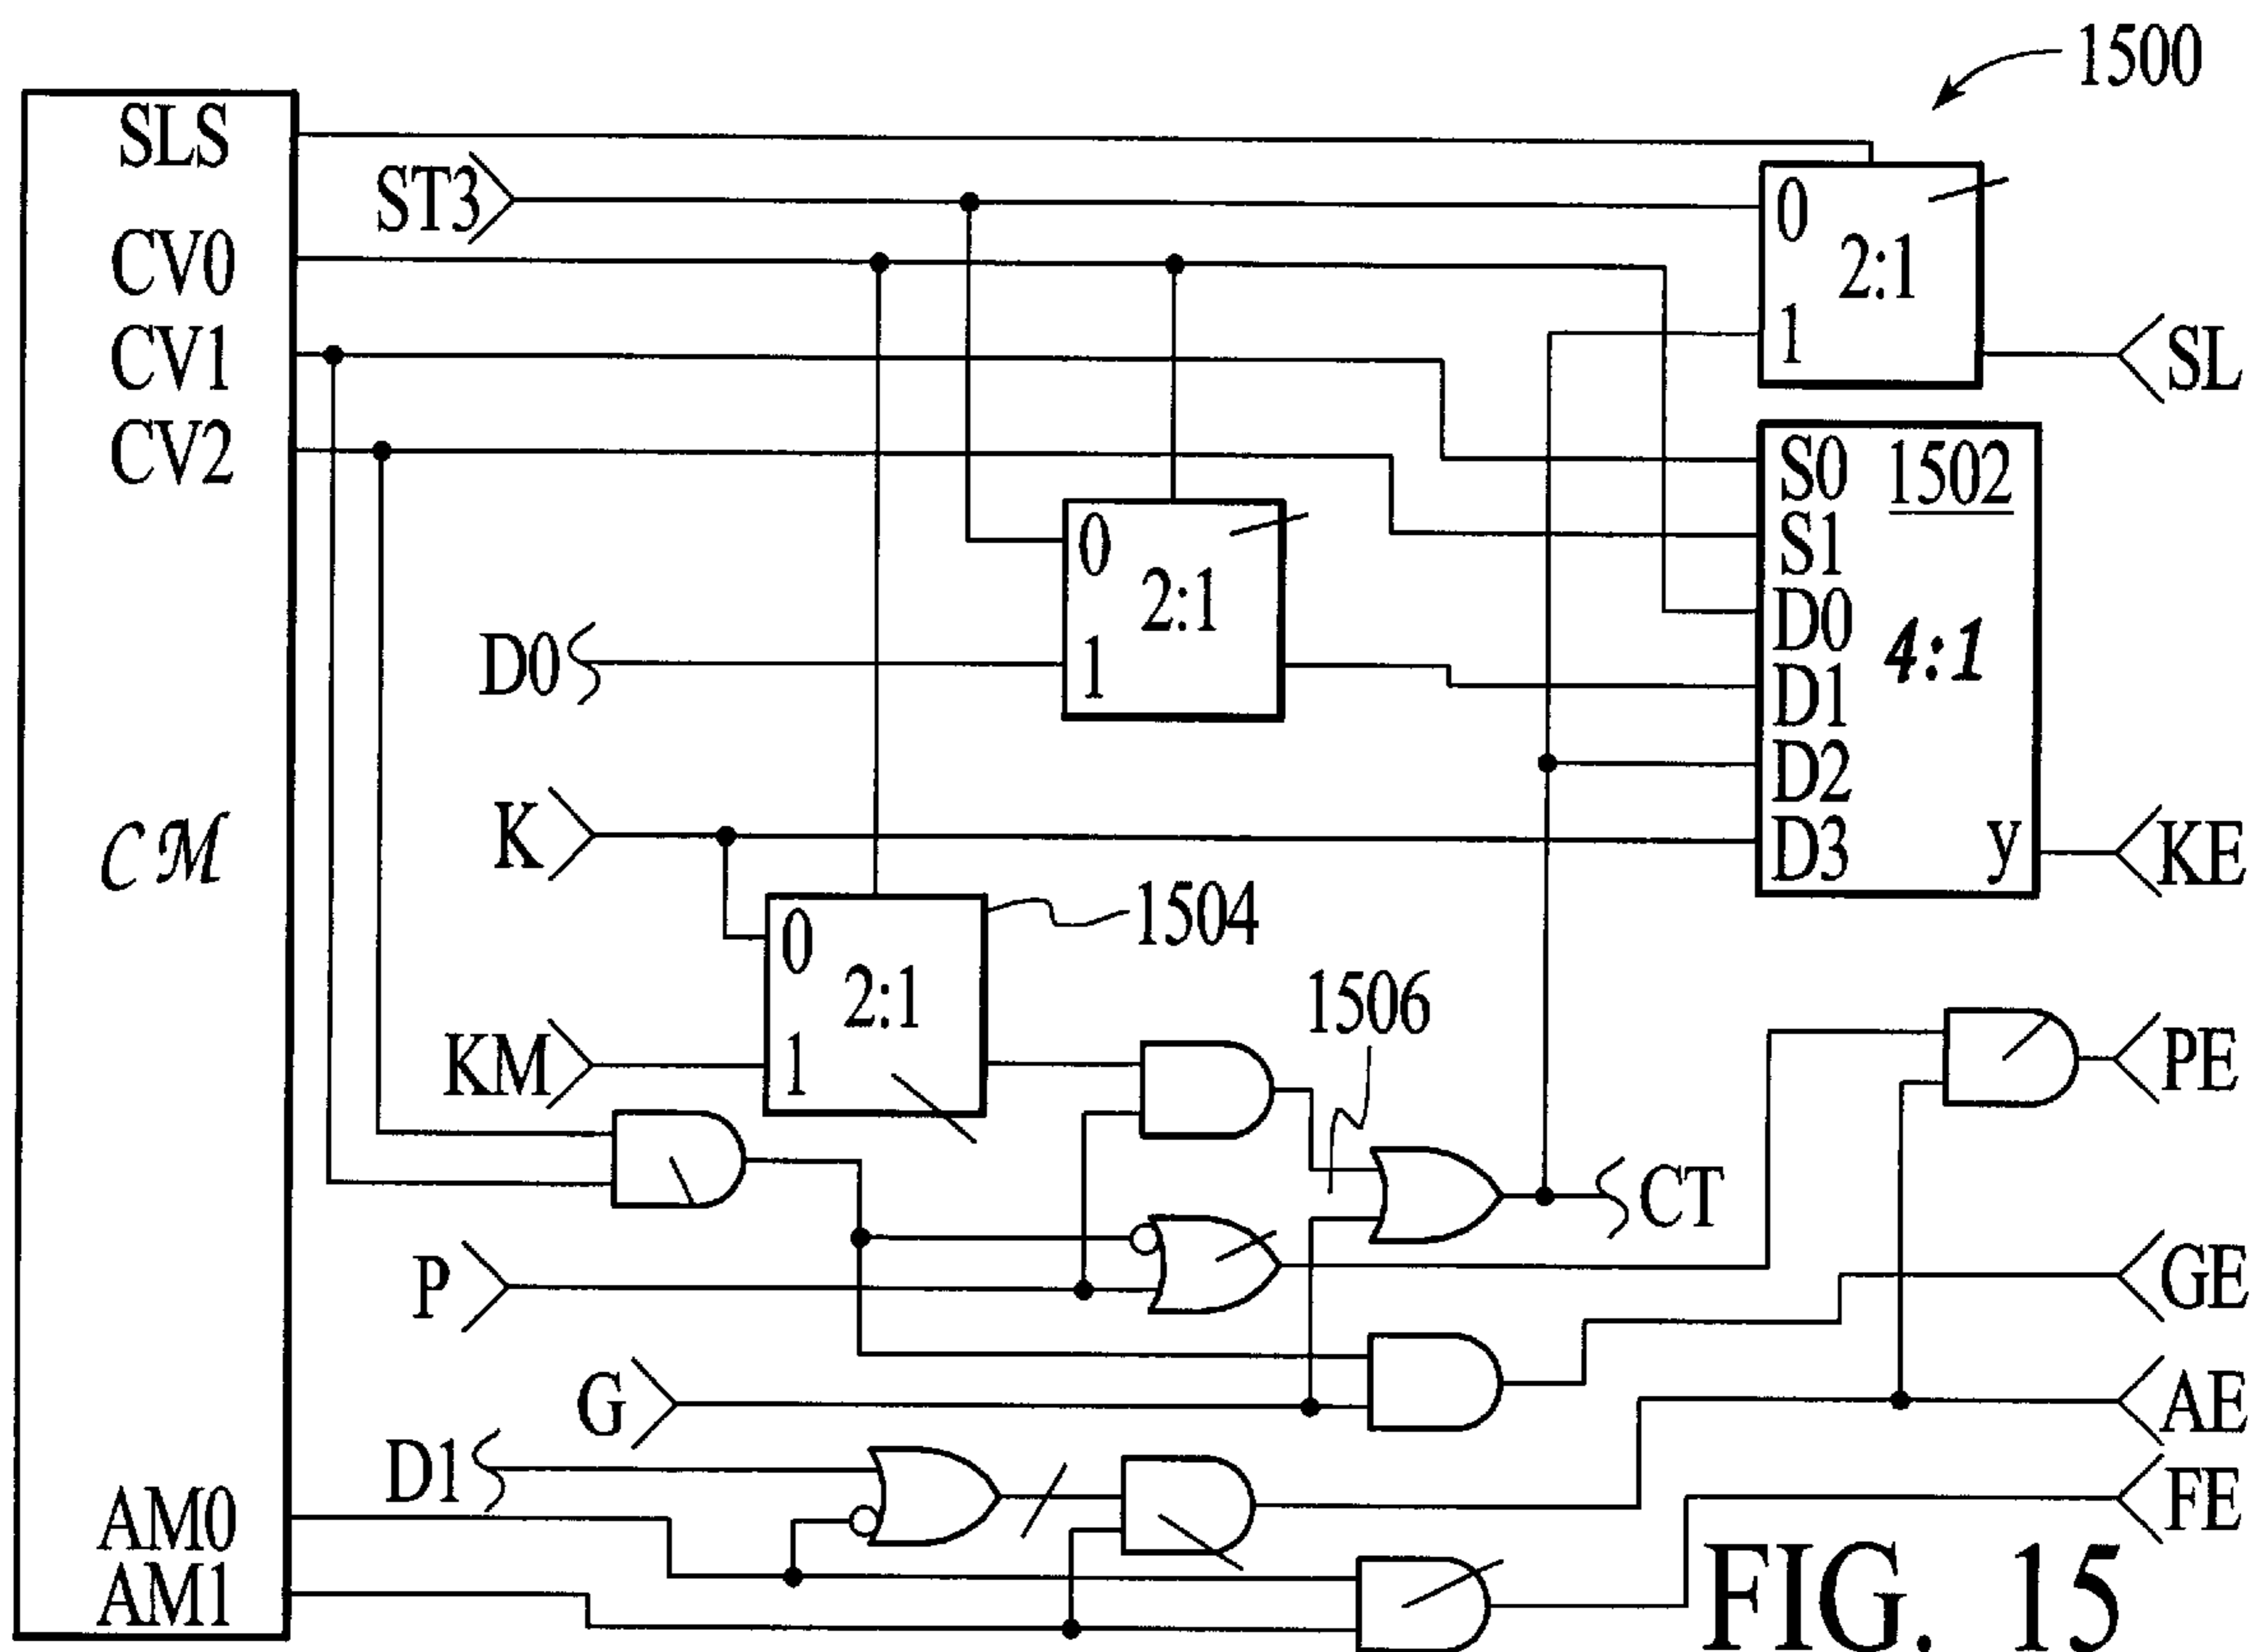 1500
SLS
ST3
0
2:1
1
SL
CV0
CV1
CV2
S0
1502
S1
D0
4:1
D1
D2
D3
y
KE
0
2:1
1
D0
CM
K
0
2:1
1
1504
KM
1506
PE
CT
P
GE
G
AE
D1
FE
AM0
AM1
FIG. 15